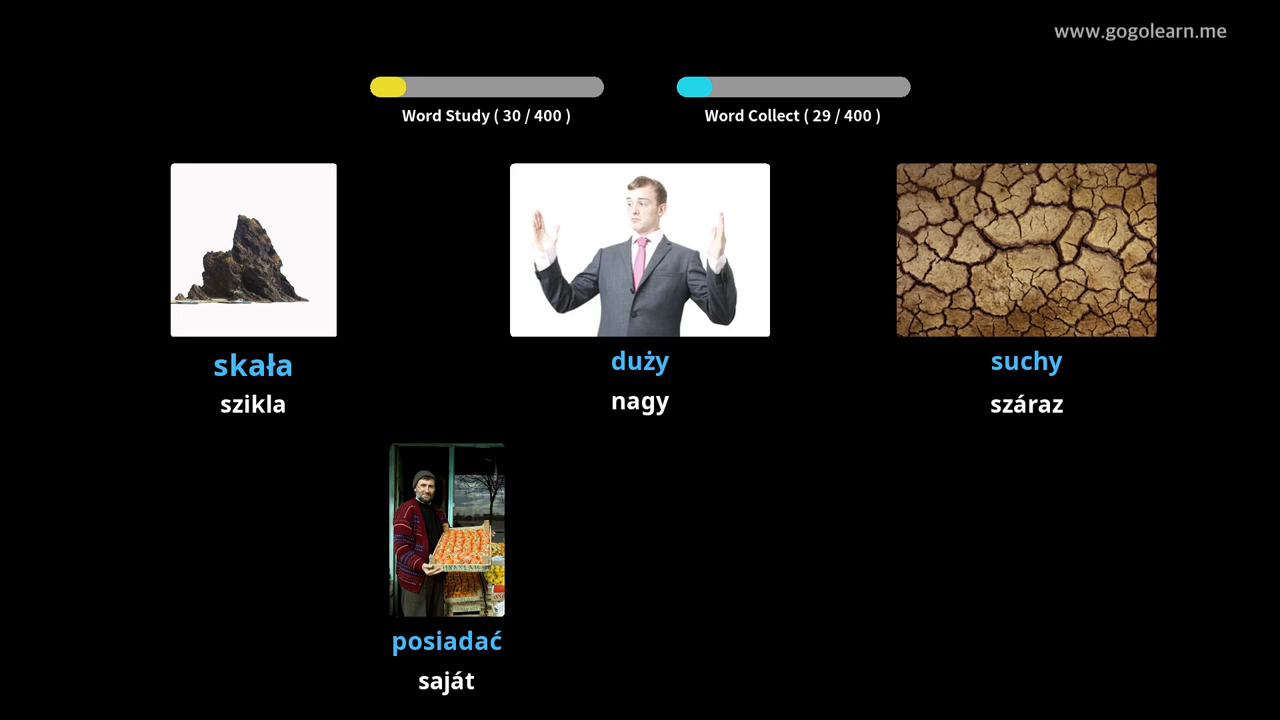 www.gogolearn.me
Word Study ( 30 / 400 )
Word Collect ( 29 / 400 )
skała
szikla
duży
nagy
suchy
száraz
posiadać
saját